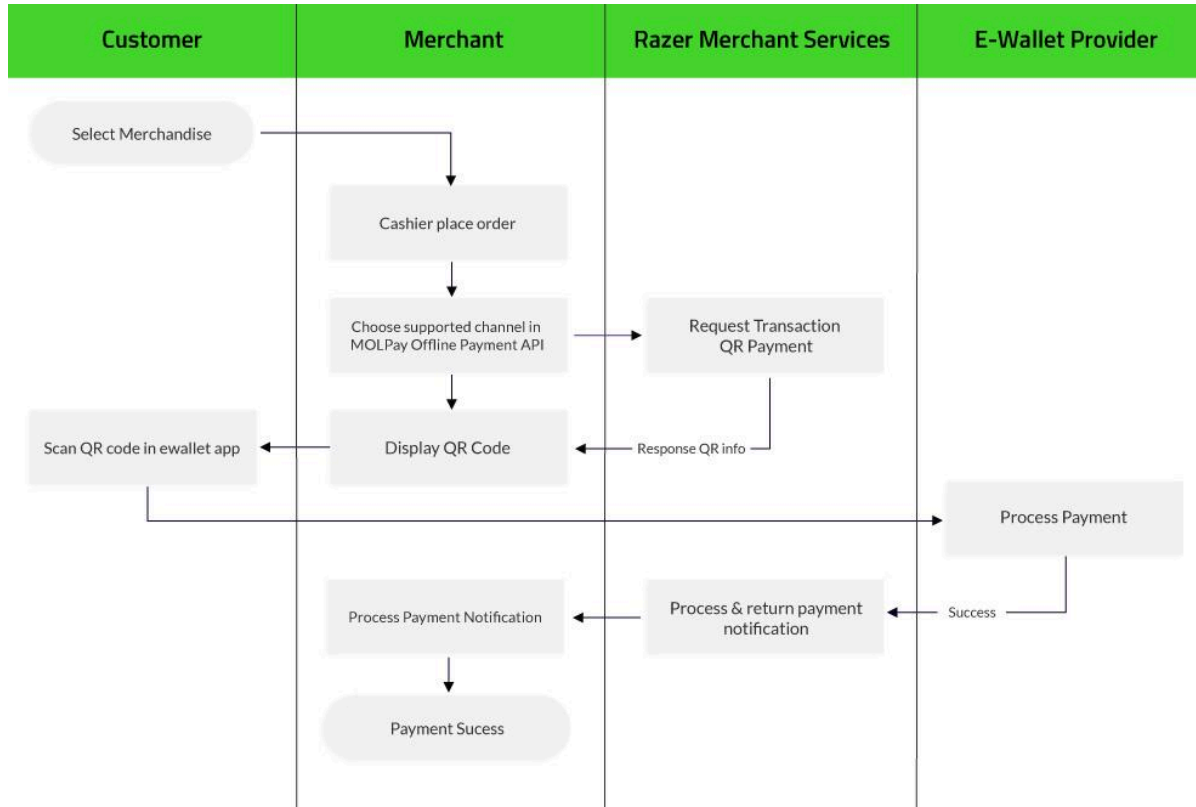 Customer
Merchant
Razer Merchant Services
E-Wallet Provider
Select Merchandise
Cashier place order
Choose supported channel in
MOLPay Offline Payment API
Request Transaction
QR Payment
Scan QR code in ewallet app
Display QR Code
Response QR info
Process Payment
Process Payment Notification
Process & return payment
notification
Success
Payment Sucess